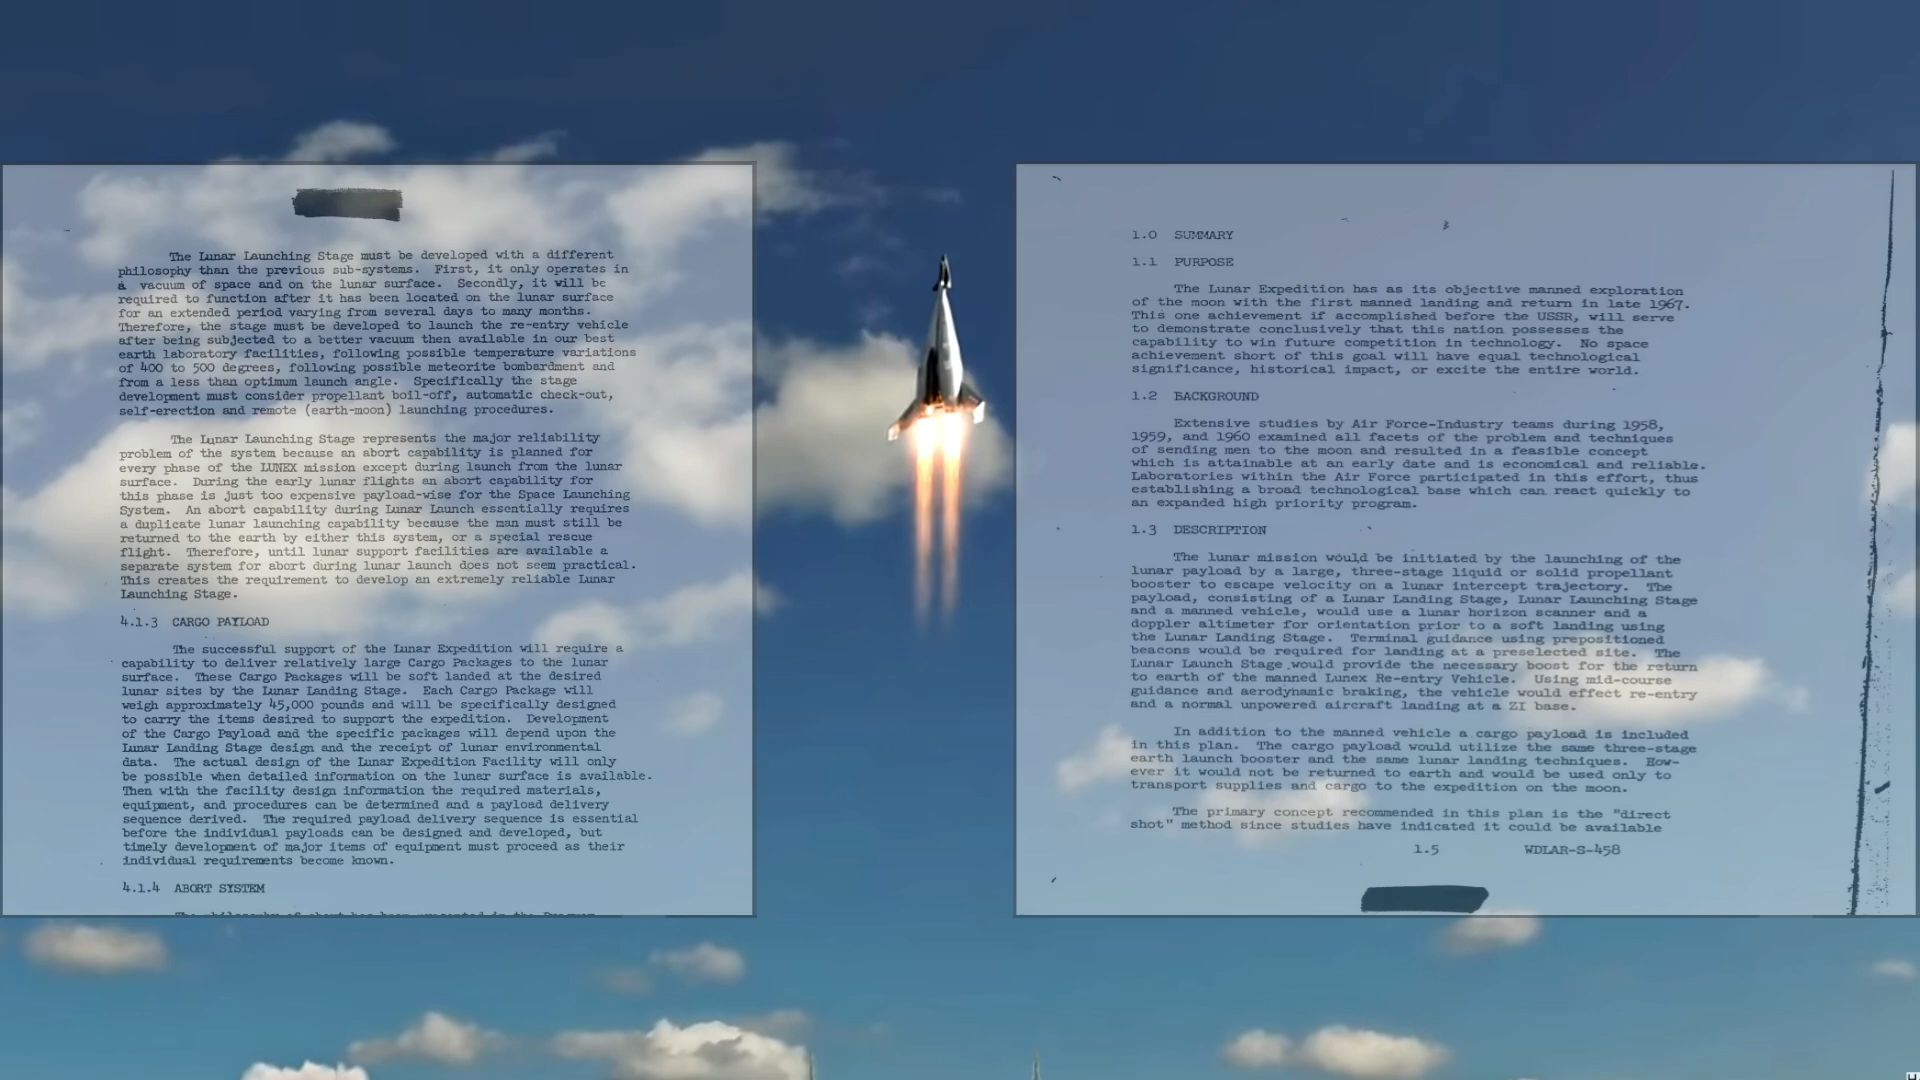 The Lunar Launching Stage must be developed with a different
philosophy than the previous sub-systems. First, it only operates in
a vacuum of space and on the lunar surface. Secondly, it will be
required to function after it has been located on the lunar surface
for an extended period varying from several days to many months.
Therefore, the stage must be developed to launch the re-entry vehicle
after being subjected to a better vacuum then available in our best
earth laboratory facilities, following possible temperature variations
of 400 to 500 degrees, following possible meteorite bombardment and
from a less than optimum launch angle. Specifically the stage
development must consider propellant boil-off, automatic check-out,
self-erection and remote (earth-moon) launching procedures.
The Lunar Launching Stage represents the major reliability
problem of the system because an abort capability is planned for
every phase of the LUNEX mission except during launch from the lunar
surface. During the early lunar flights an abort capability for
this phase is just too expensive payload-wise for the Space Launching
System. An abort capability during Lunar Launch essentially requires
a duplicate lunar launching capability because the man must still be
returned to the earth by either this system, or a special rescue
flight. Therefore, until lunar support facilities are available a
separate system for abort during lunar launch does not seem practical.
This creates the requirement to develop an extremely reliable Lunar
Launching Stage.
4.1.3 CARGO PAYLOAD
The successful support of the Lunar Expedition will require a
capability to deliver relatively large Cargo Packages to the lunar
surface. These Cargo Packages will be soft landed at the desired
lunar sites by the Lunar Landing Stage. Each Cargo Package will
weigh approximately 45,000 pounds and will be specifically designed
to carry the items desired to support the expedition. Development
of the Cargo Payload and the specific packages will depend upon the
Lunar Landing Stage design and the receipt of lunar environmental
data. The actual design of the Lunar Expedition Facility will only
be possible when detailed information on the lunar surface is available.
Then with the facility design information the required materials,
equipment, and procedures can be determined and a payload delivery
sequence derived. The required payload delivery sequence is essential
before the individual payloads can be designed and developed, but
timely development of major items of equipment must proceed as their
individual requirements become known.
4.1.4 ABORT SYSTEM
1.0 SUMMARY
1.1 PURPOSE
The Lunar Expedition has as its objective manned exploration
of the moon with the first manned landing and return in late 1967.
This one achievement if accomplished before the USSR, will serve
to demonstrate conclusively that this nation possesses the
capability to win future competition in technology. No space
achievement short of this goal will have equal technological
significance, historical impact, or excite the entire world.
1.2 BACKGROUND
Extensive studies by Air Force-Industry teams during 1958,
1959, and 1960 examined all facets of the problem and techniques
of sending men to the moon and resulted in a feasible concept
which is attainable at an early date and is economical and reliable.
Laboratories within the Air Force participated in this effort, thus
establishing a broad technological base which can react quickly to
an expanded high priority program.
1.3 DESCRIPTION
The lunar mission would be initiated by the launching of the
lunar payload by a large, three-stage liquid or solid propellant
booster to escape velocity on a lunar intercept trajectory. The
payload, consisting of a Lunar Landing Stage, Lunar Launching Stage
and a manned vehicle, would use a lunar horizon scanner and a
doppler altimeter for orientation prior to a soft landing using
the Lunar Landing Stage. Terminal guidance using prepositioned
beacons would be required for landing at a preselected site. The
Lunar Launch Stage would provide the necessary boost for the return
to earth of the manned Lunex Re-entry Vehicle. Using mid-course
guidance and aerodynamic braking, the vehicle would effect re-entry
and a normal unpowered aircraft landing at a ZI base.
In addition to the manned vehicle a cargo payload is included
in this plan. The cargo payload would utilize the same three-stage
earth launch booster and the same lunar landing techniques. How-
ever it would not be returned to earth and would be used only to
transport supplies and cargo to the expedition on the moon.
The primary concept recommended in this plan is the "direct
shot" method since studies have indicated it could be available
1.5 WDLAR-S-458